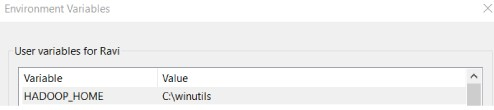 Environment Variables
User variables for Ravi
Variable Value
HADOOP_HOME C:\winutils